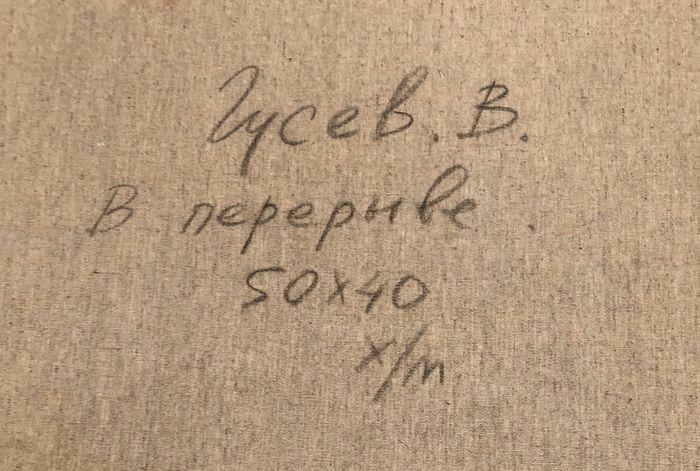 Гусев. В.
В перерыве.
50х40
х/т